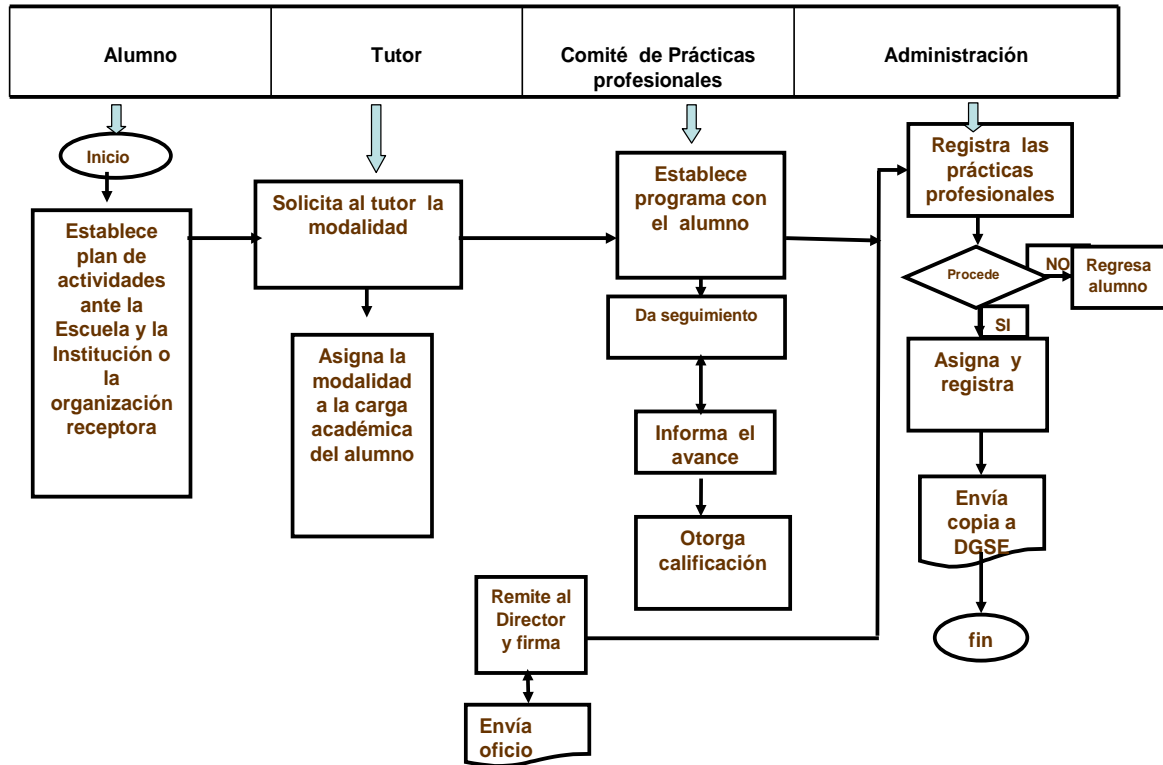 Alumno
Tutor
Comité de Prácticas
profesionales
Administración
Inicio
Establece
plan de
actividades
ante la
Escuela y la
Institución o
la
organización
receptora
Solicita al tutor la
modalidad
Asigna la
modalidad
a la carga
académica
del alumno
Establece
programa con
el alumno
Da seguimiento
Informa el
avance
Otorga
calificación
Remite al
Director
y firma
Envía
oficio
Registra las
prácticas
profesionales
Procede
NO
Regresa
alumno
SI
Asigna y
registra
Envía
copia a
DGSE
fin